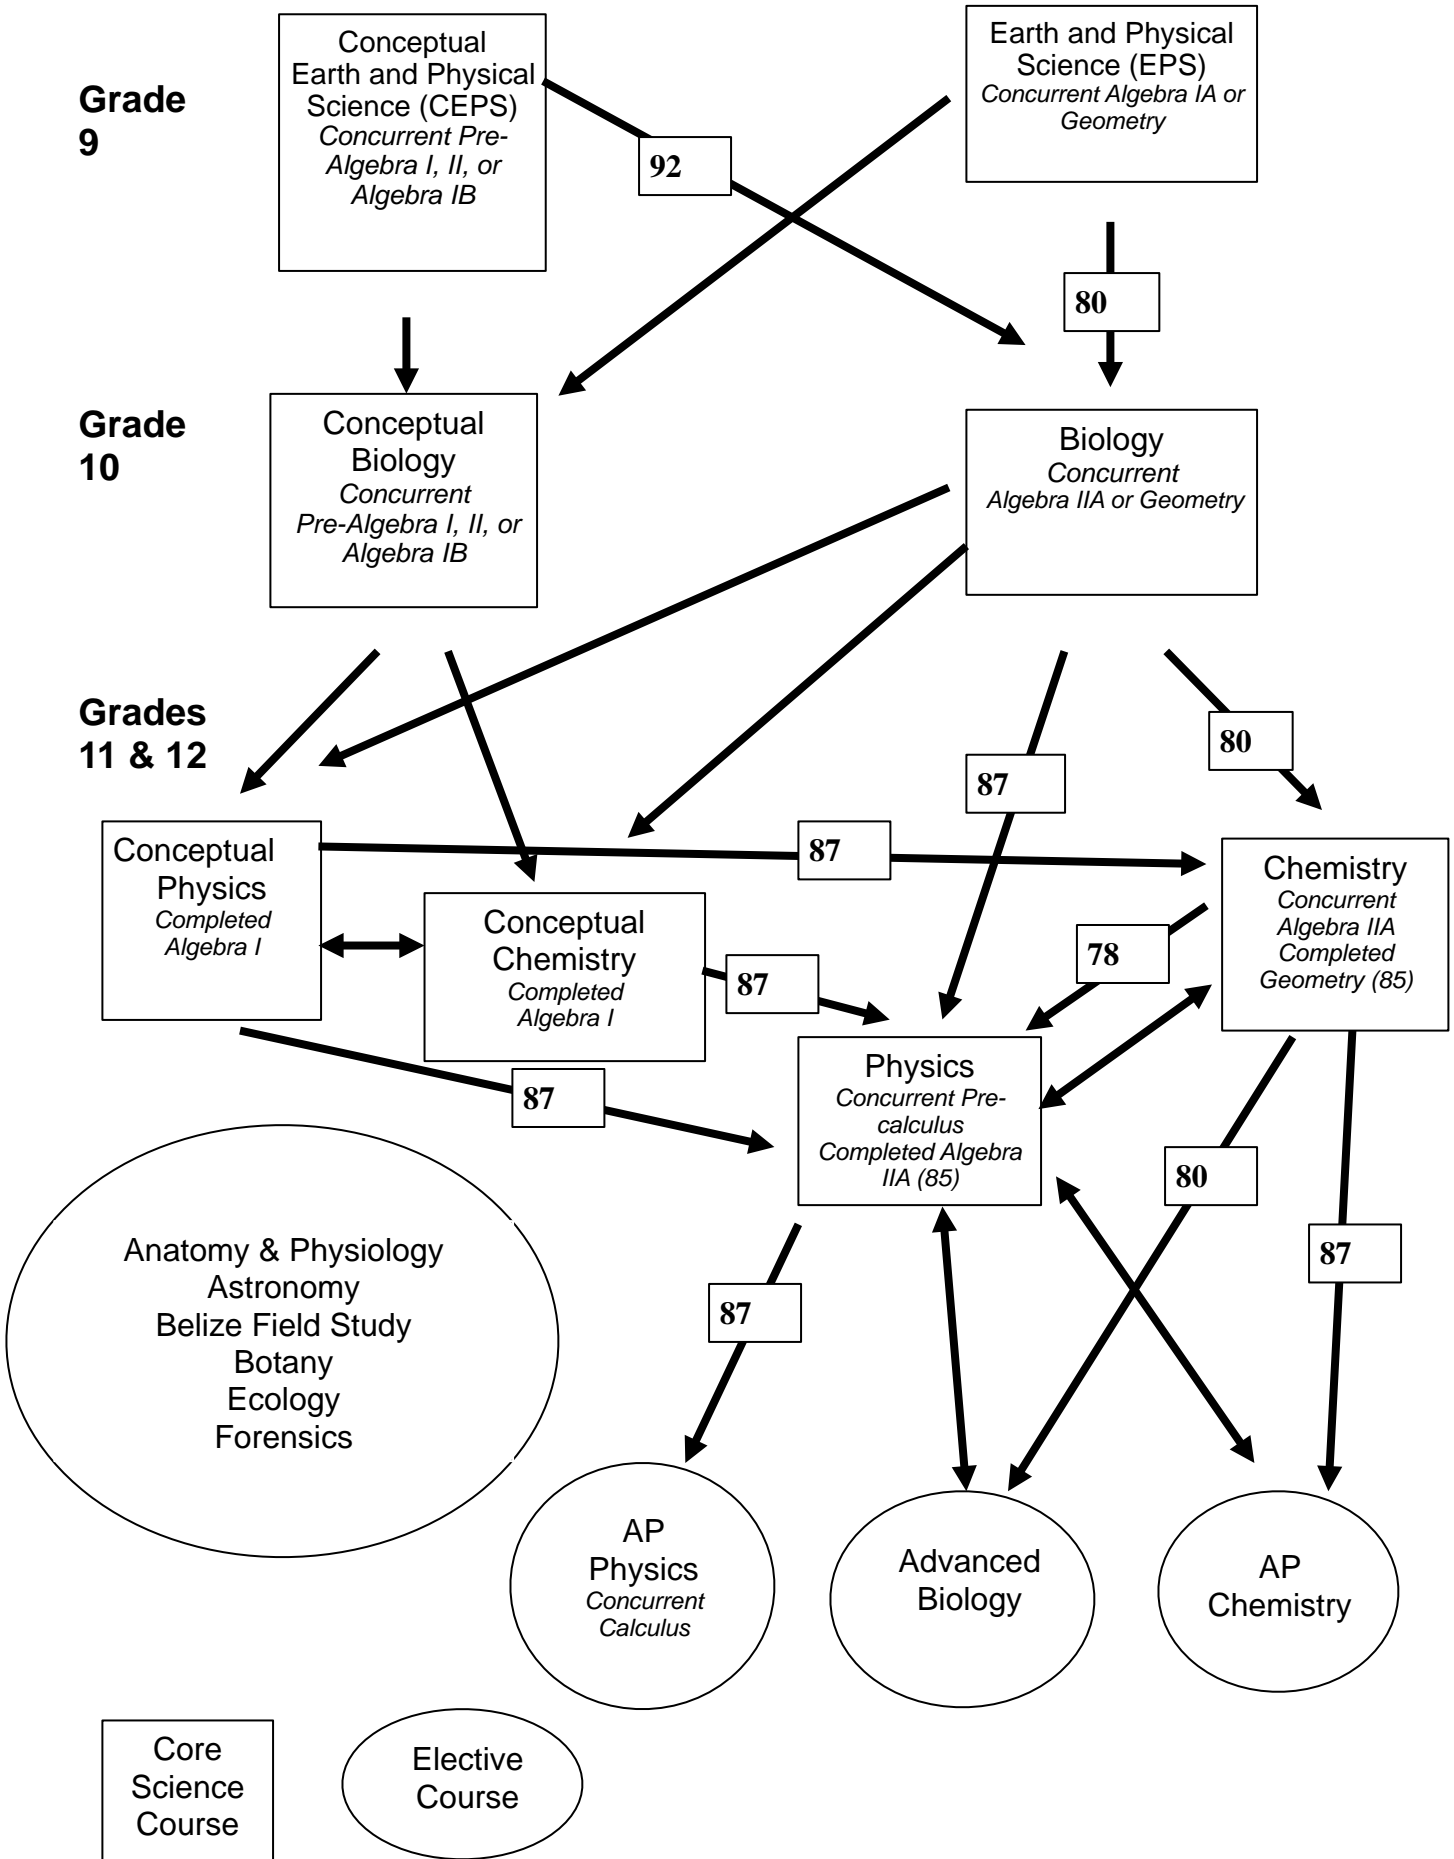 Grade
9
Conceptual
Earth and Physical
Science (CEPS)
Concurrent Pre-
Algebra I, II, or
Algebra IB
Earth and Physical
Science (EPS)
Concurrent Algebra IA or
Geometry
92
80
Grade
10
Conceptual
Biology
Concurrent
Pre-Algebra I, II, or
Algebra IB
Biology
Concurrent
Algebra IIA or Geometry
Grades
11 & 12
80
87
87
Conceptual
Physics
Completed
Algebra I
Conceptual
Chemistry
Completed
Algebra I
87
78
Chemistry
Concurrent
Algebra IIA
Completed
Geometry (85)
87
Physics
Concurrent Pre-
calculus
Completed Algebra
IIA (85)
80
87
87
Anatomy & Physiology
Astronomy
Belize Field Study
Botany
Ecology
Forensics
AP
Physics
Concurrent
Calculus
Advanced
Biology
AP
Chemistry
Core
Science
Course
Elective
Course